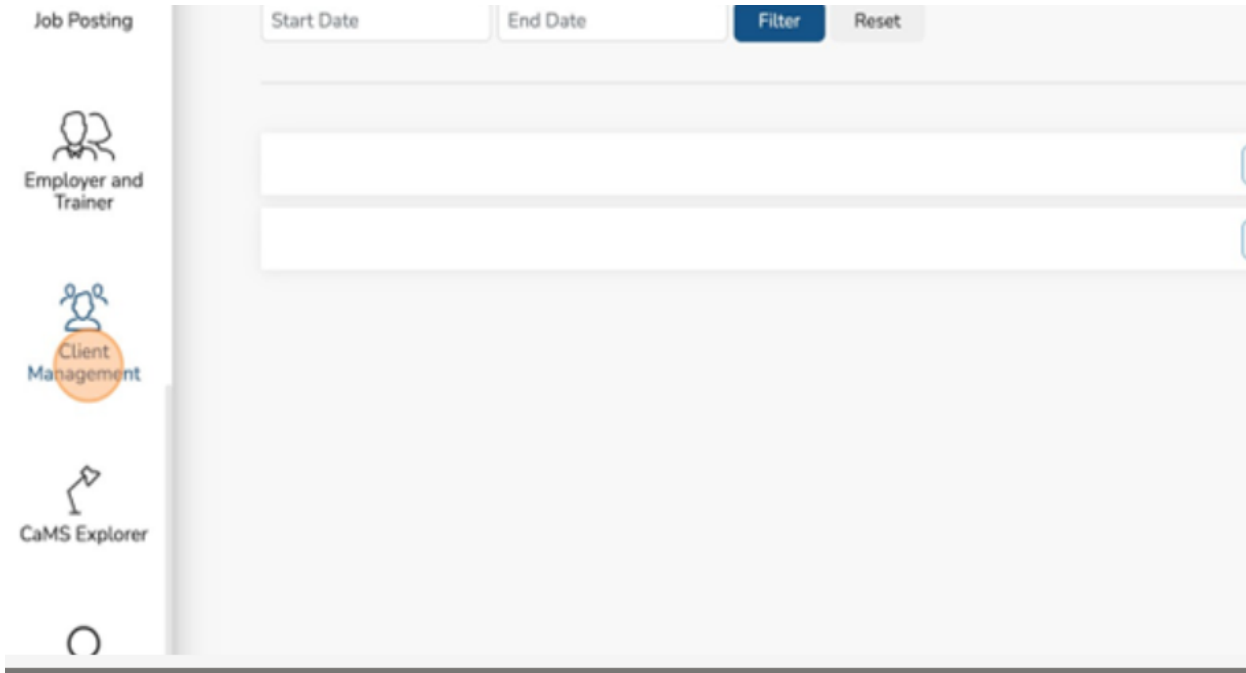 Job Posting
Start Date
End Date
Filter
Reset
Employer and
Trainer
Client
Management
CaMS Explorer